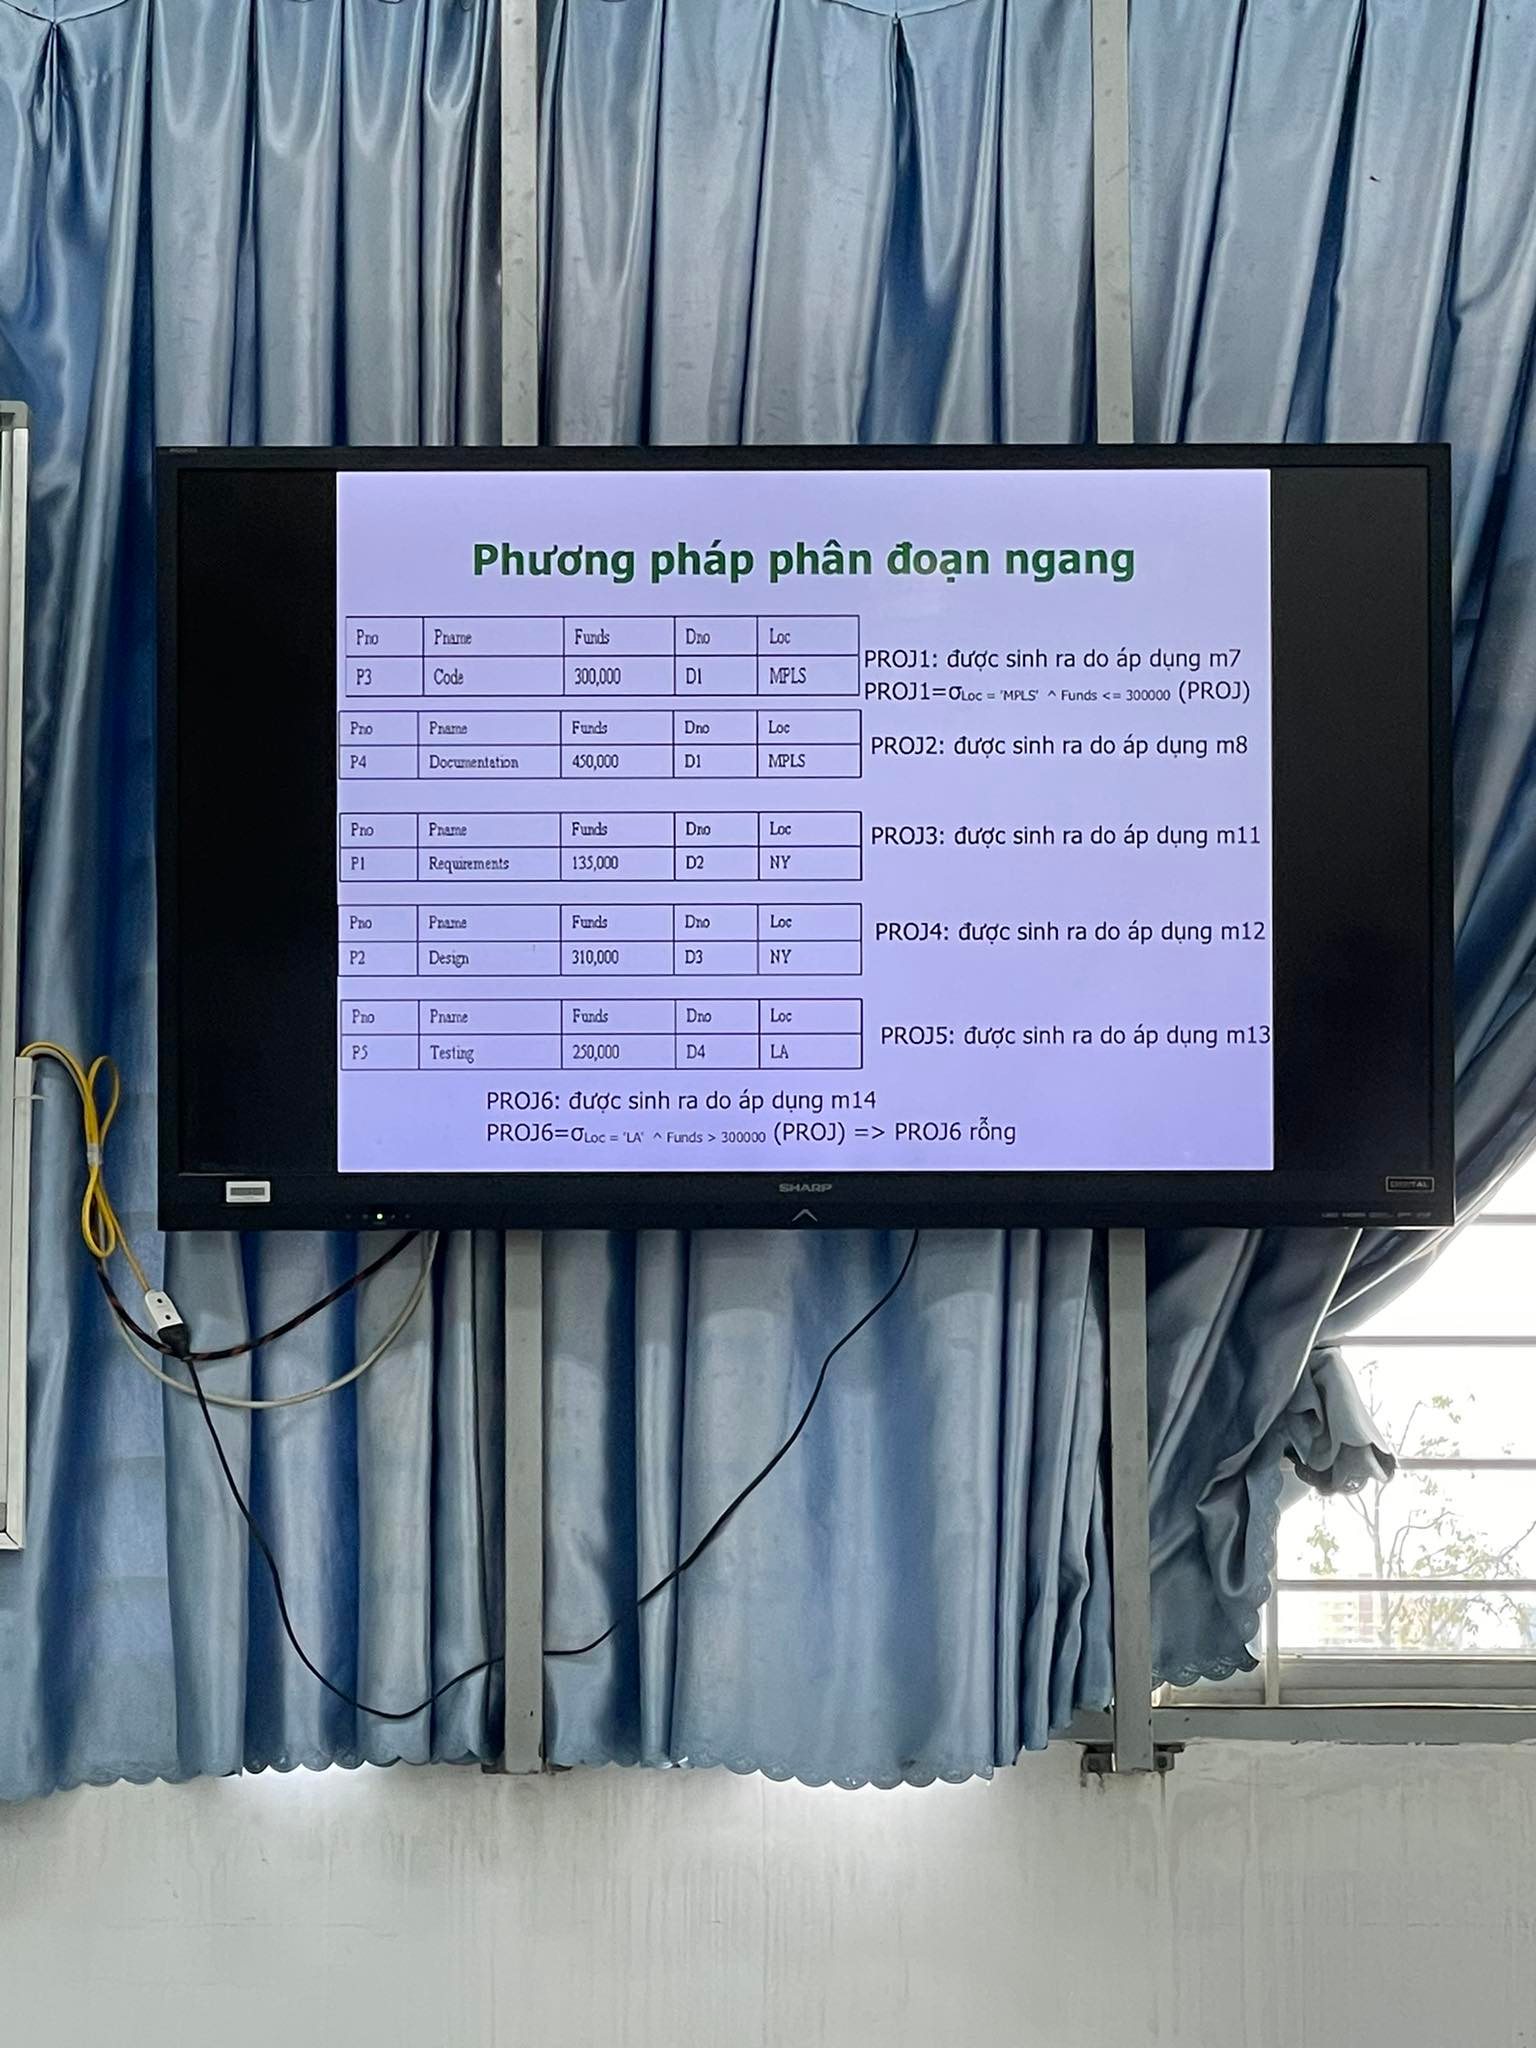 Phương pháp phân đoạn ngang
Pno Pname Funds Dno Loc
P3 Code 300,000 D1 MPLS
PROJ1: được sinh ra do áp dụng m7
PROJ1=σLoc = 'MPLS' ^ Funds <= 300000 (PROJ)
Pno Pname Funds Dno Loc
P4 Documentation 450,000 D1 MPLS
PROJ2: được sinh ra do áp dụng m8
Pno Pname Funds Dno Loc
P1 Requirements 135,000 D2 NY
PROJ3: được sinh ra do áp dụng m11
Pno Pname Funds Dno Loc
P2 Design 310,000 D3 NY
PROJ4: được sinh ra do áp dụng m12
Pno Pname Funds Dno Loc
P5 Testing 250,000 D4 LA
PROJ5: được sinh ra do áp dụng m13
PROJ6: được sinh ra do áp dụng m14
PROJ6=σLoc = 'LA' ^ Funds > 300000 (PROJ) => PROJ6 rỗng
SHARP
DIGITAL